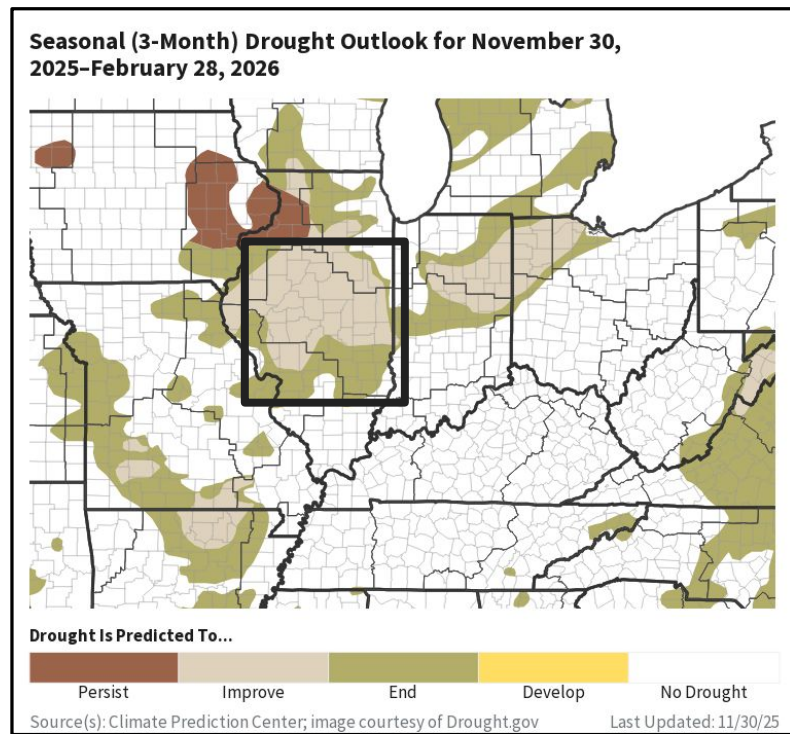 Seasonal (3-Month) Drought Outlook for November 30,
2025–February 28, 2026
Drought Is Predicted To...
Persist
Improve
End
Develop
No Drought
Source(s): Climate Prediction Center; image courtesy of Drought.gov
Last Updated: 11/30/25